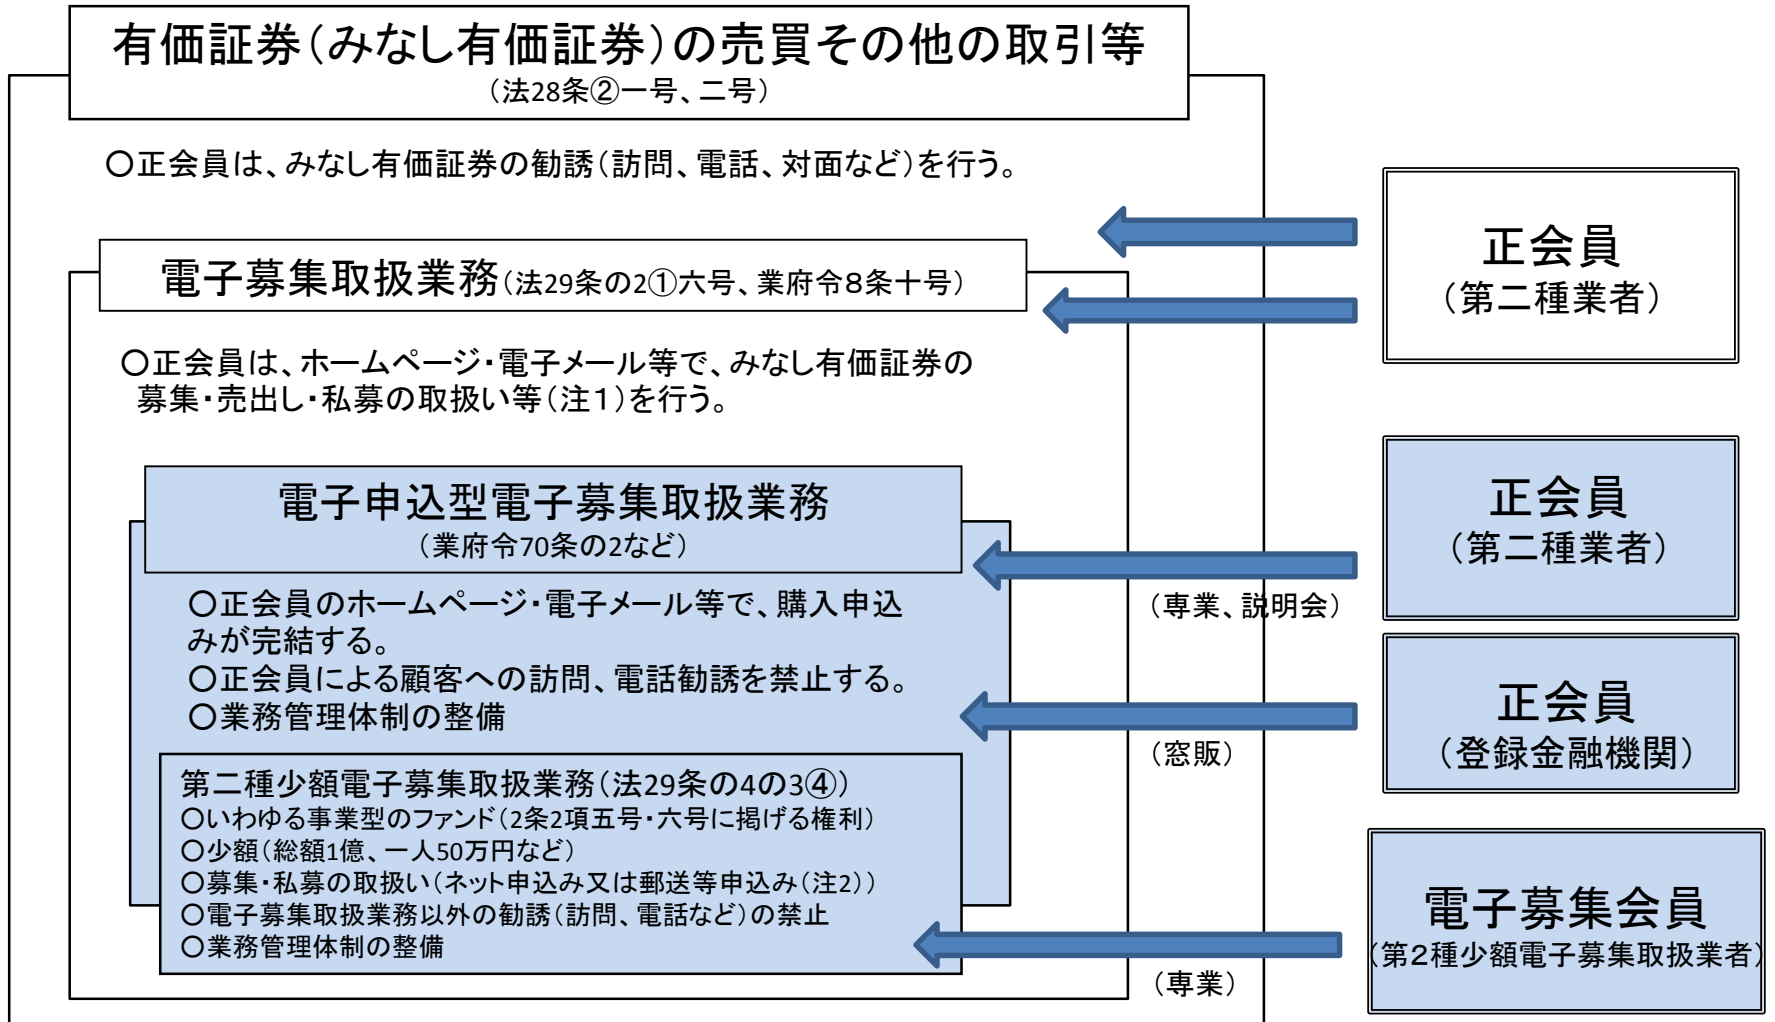 有価証券（みなし有価証券）の売買その他の取引等
（法28条②一号、二号）
〇正会員は、みなし有価証券の勧誘（訪問、電話、対面など）を行う。
電子募集取扱業務（法29条の2①六号、業府令８条十号）
〇正会員は、ホームページ・電子メール等で、みなし有価証券の
募集・売出し・私募の取扱い等（注１）を行う。
電子申込型電子募集取扱業務
（業府令70条の2など）
〇正会員のホームページ・電子メール等で、購入申込
みが完結する。
〇正会員による顧客への訪問、電話勧誘を禁止する。
〇業務管理体制の整備
第二種少額電子募集取扱業務（法29条の4の3④）
〇いわゆる事業型のファンド（2条2項五号・六号に掲げる権利）
〇少額（総額1億、一人50万円など）
〇募集・私募の取扱い（ネット申込み又は郵送等申込み（注2））
〇電子募集取扱業務以外の勧誘（訪問、電話など）の禁止
〇業務管理体制の整備
正会員
（第二種業者）
正会員
（第二種業者）
（専業、説明会）
正会員
（登録金融機関）
（窓販）
電子募集会員
（第２種少額電子募集取扱業者）
（専業）